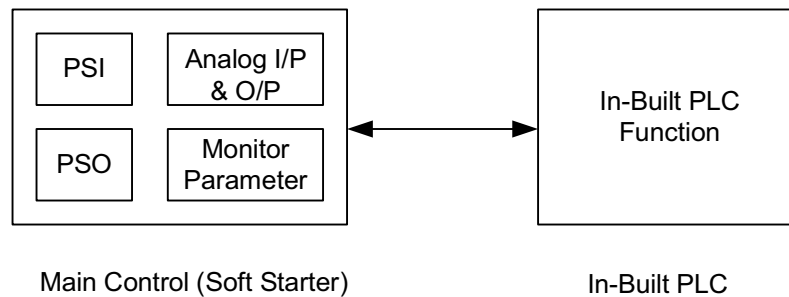 PSI
Analog I/P
& O/P
PSO
Monitor
Parameter
In-Built PLC
Function
Main Control (Soft Starter)
In-Built PLC